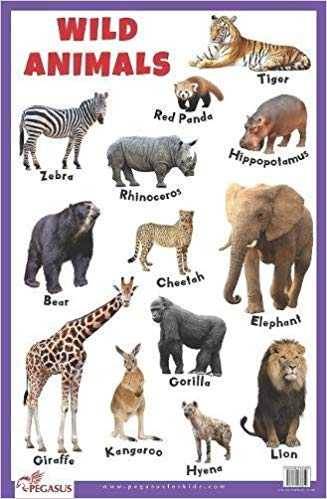 WILD
ANIMALS
Tiger
Red Panda
Hippopotamus
Zebra
Rhinoceros
Cheetah
Bear
Elephant
Gorilla
Giraffe
Kangaroo
Hyena
Lion
PEGASUS
www.pegasusforkids.com